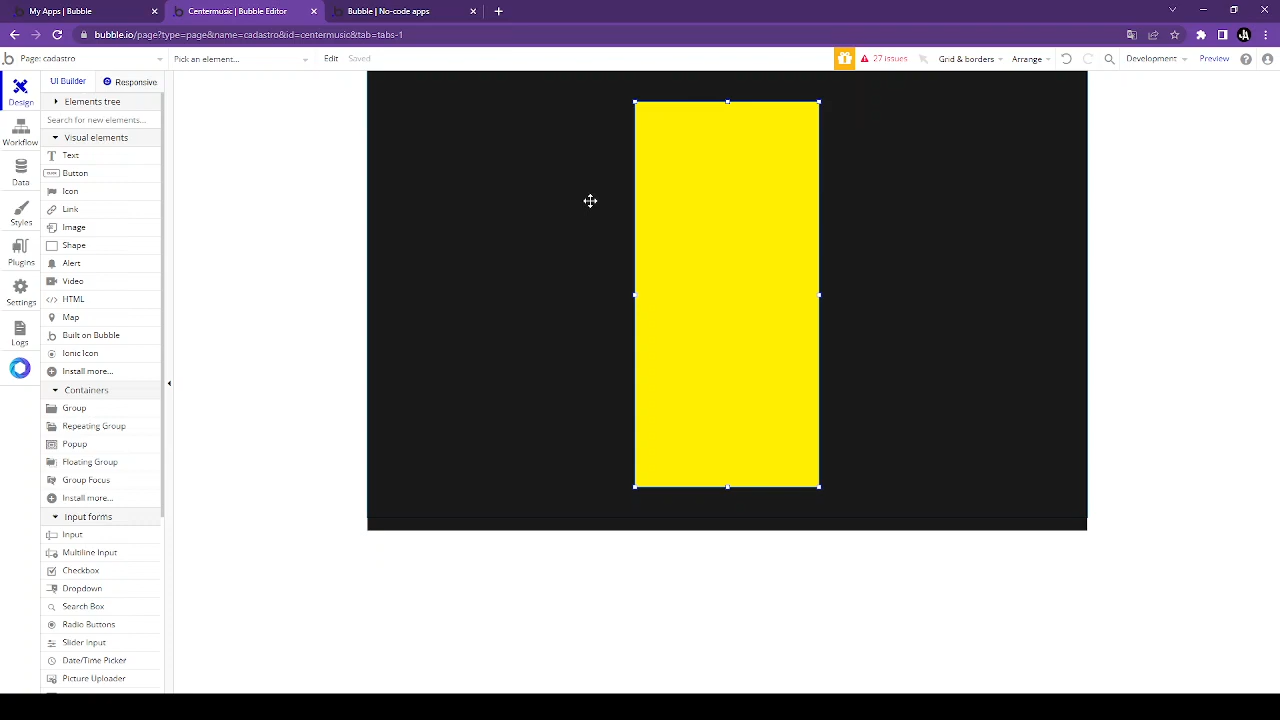 My Apps | Bubble
Centermusic | Bubble Editor
Bubble | No-code apps
bubble.io/page?type=page&name=cadastro&id=centermusic&tab=tabs-1
Page: cadastro
Pick an element...
Edit
Saved
27 issues
Grid & borders
Arrange
Development
Preview
Design
Workflow
Data
Styles
Plugins
Settings
Logs
UI Builder
Responsive
Elements tree
Search for new elements...
Visual elements
Text
CLICK
Button
Icon
Link
Image
Shape
Alert
Video
HTML
Map
Built on Bubble
Ionic Icon
Install more...
Containers
Group
Repeating Group
Popup
Floating Group
Group Focus
Install more...
Input forms
Input
Multiline Input
Checkbox
Dropdown
Search Box
Radio Buttons
Slider Input
Date/Time Picker
Picture Uploader